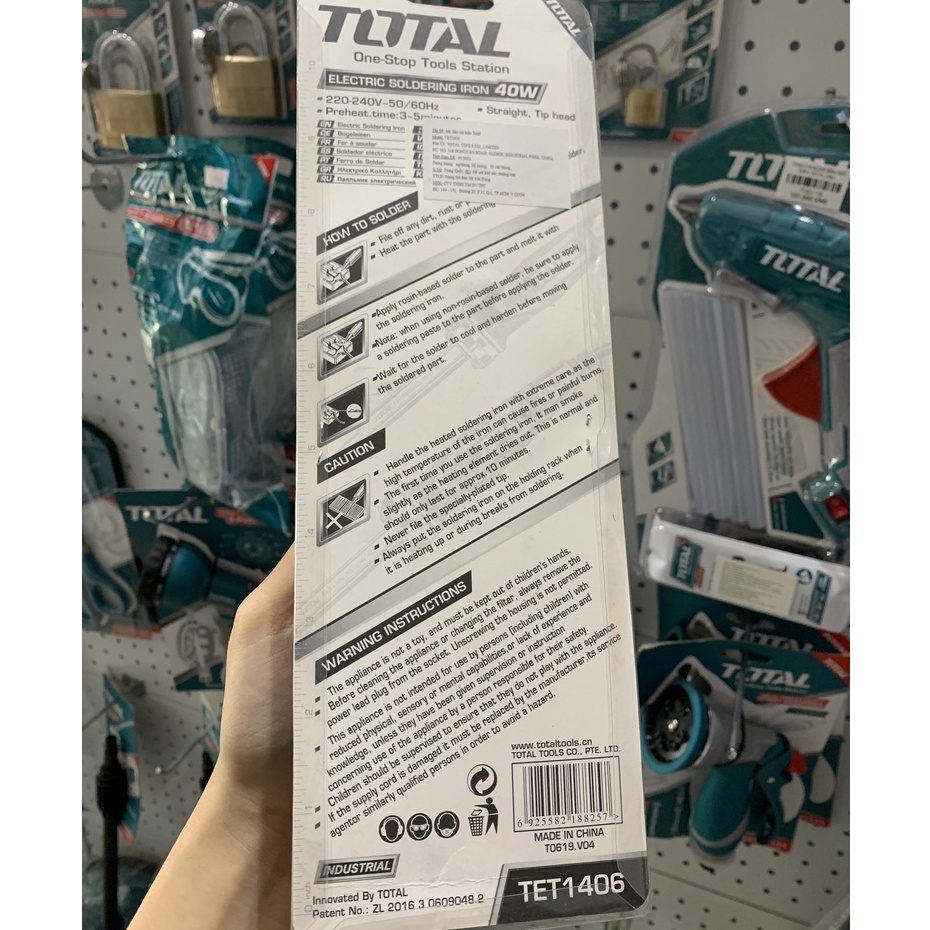 TOTAL
One-Stop Tools Station
ELECTRIC SOLDERING IRON 40W
220-240V~50/60Hz
Straight, Tip head
Preheat.time:3~5minutes
EN Electric Soldering Iron
DE Bogeleisen
FR Fer à souder
ES Soldador eléctrico
PT Ferro de Soldar
GR Ηλεκτρικό Κολλητήρι
RU Паяльник электрический
HOW TO SOLDER
File off any dirt, rust or
Heat the part with the soldering
Apply rosin-based solder to the part and melt it with
the soldering iron.
Note: when using non-rosin-based solder, be sure to apply
a soldering paste to the part before applying the solder.
Wait for the solder to cool and harden before moving
the soldered part.
CAUTION
Handle the heated soldering iron with extreme care,as the
high temperature of the iron can cause fires or painful burns.
The first time you use the soldering iron. It man smoke
slightly as the heating element dries out. This is normal and
should only last for approx.10 minutes.
Never file the specially-plated tip.
Always put the soldering iron on the holding rack when
it is heating up or during breaks from soldering.
WARNING INSTRUCTIONS
The appliance is not a toy, and must be kept out of children's hands.
Before cleaning the appliance or changing the filter, always remove the
power lead plug from the socket. Unscrewing the housing is not permitted.
This appliance is not intended for use by persons (including children) with
reduced physical, sensory or mental capabilities or lack of experience and
knowledge, unless they have been given supervision or instruction
concerning use of the appliance by a person responsible for their safety.
Children should be supervised to ensure that they do not play with the appliance.
If the supply cord is damaged it must be replaced by the manufacturer,its service
agentor similarly qualified persons in order to avoid a hazard.
www.totaltools.cn
TOTAL TOOLS CO., PTE. LTD.
6 925582 188257 >
MADE IN CHINA
T0619.V04
INDUSTRIAL
Innovated By TOTAL
Patent No.: ZL 2016 3 0609048.2
TET1406
TOTAL
TOTAL
TOTAL
TOTAL
TOTAL
TOTAL